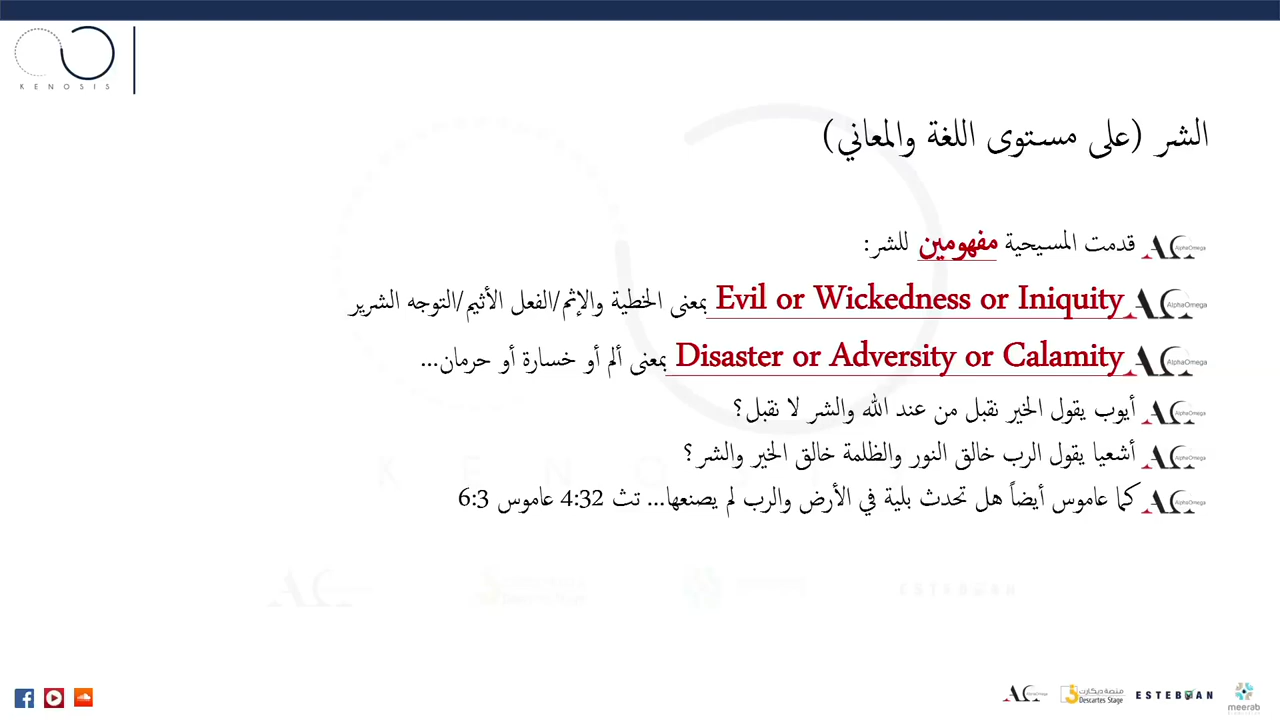 KENOSIS
الشر (على مستوى اللغة والمعاني)
قدمت المسيحية مفهومين للشر:
Evil or Wickedness or Iniquity بمعنى الخطية والإثم/الفعل الأثيم/التوجه الشرير
Disaster or Adversity or Calamity بمعنى ألم أو خسارة أو حرمان...
أيوب يقول الخير نقبل من عند الله والشر لا نقبل؟
أشعيا يقول الرب خالق النور والظلمة خالق الخير والشر؟
كما عاموس أيضاً هل تحدث بلية في الأرض والرب لم يصنعها... تث 4:32 عاموس 6:3
AlphaOmega
منصة ديكارت
Descartes Stage
ESTEBUAN
meerab